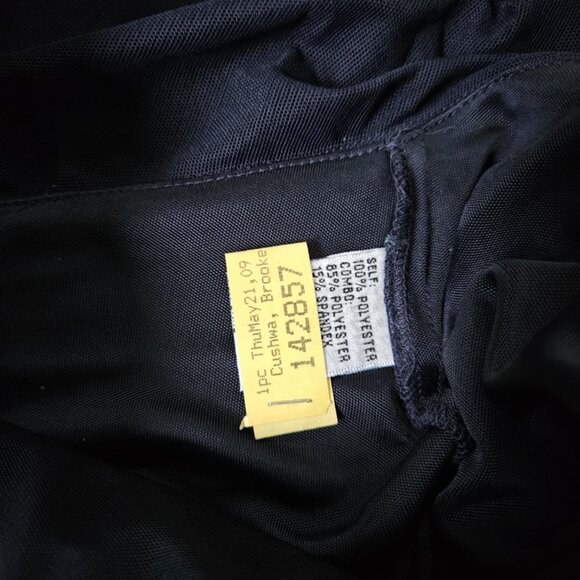 1pc ThuMay21,09
Cushwa, Brooke
142857
SELF:
100% POLYESTER
COMBO:
85% POLYESTER
15% SPANDEX